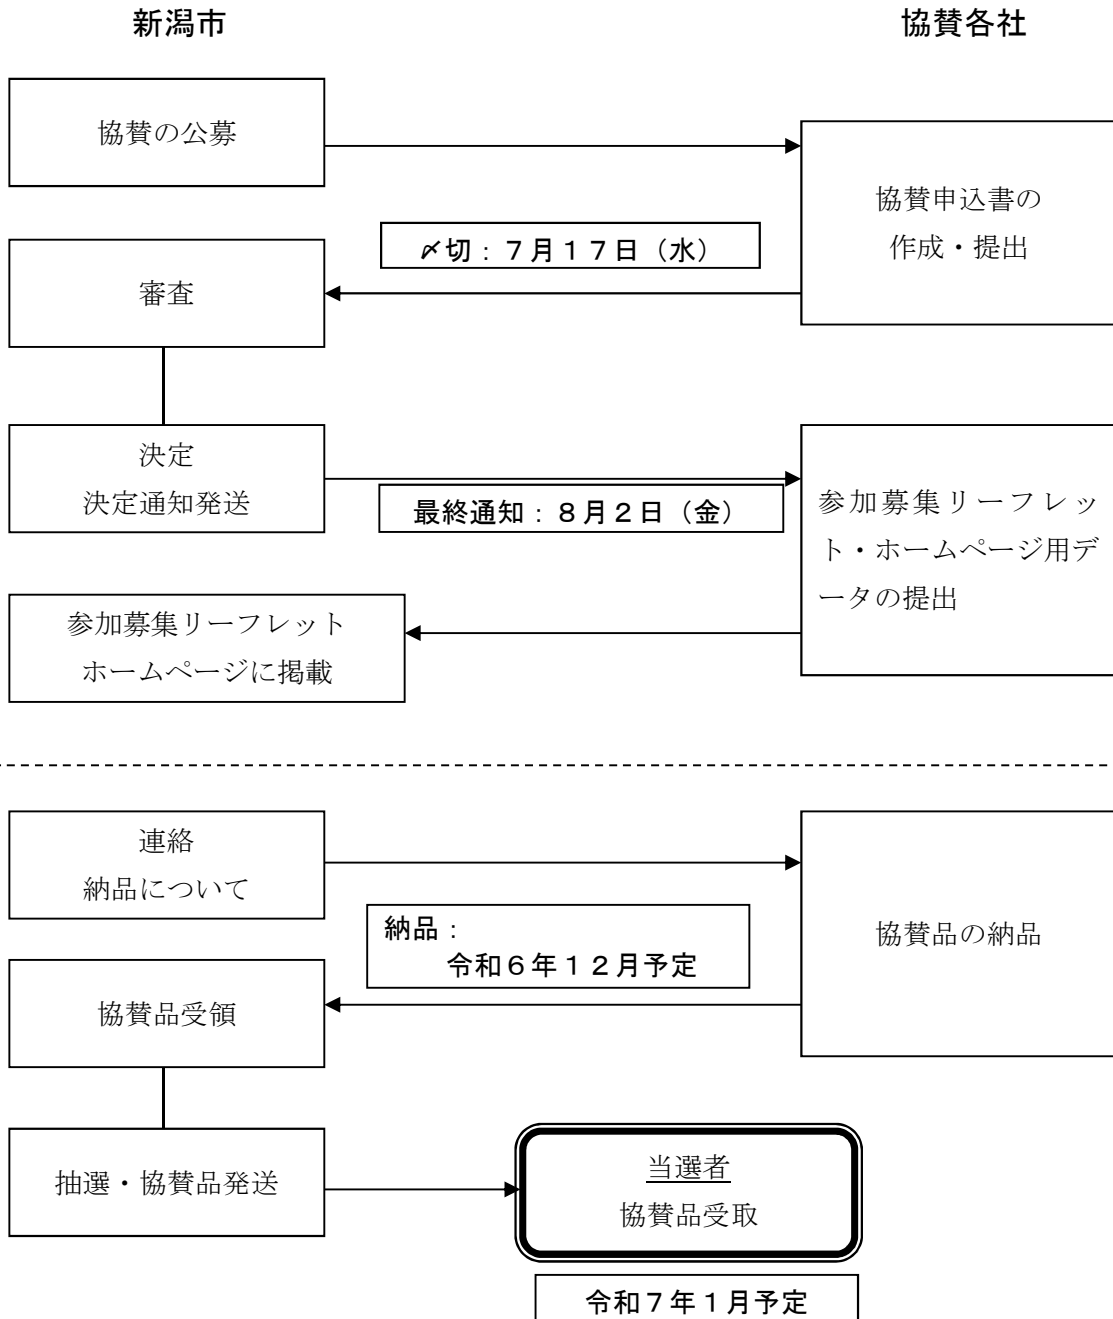 新潟市
協賛各社
協賛の公募
協賛申込書の
作成・提出
〆切：７月１７日（水）
審査
決定
決定通知発送
最終通知：８月２日（金）
参加募集リーフレッ
ト・ホームページ用デ
ータの提出
参加募集リーフレット
ホームページに掲載
連絡
納品について
納品：
令和６年１２月予定
協賛品の納品
協賛品受領
抽選・協賛品発送
当選者
協賛品受取
令和７年１月予定